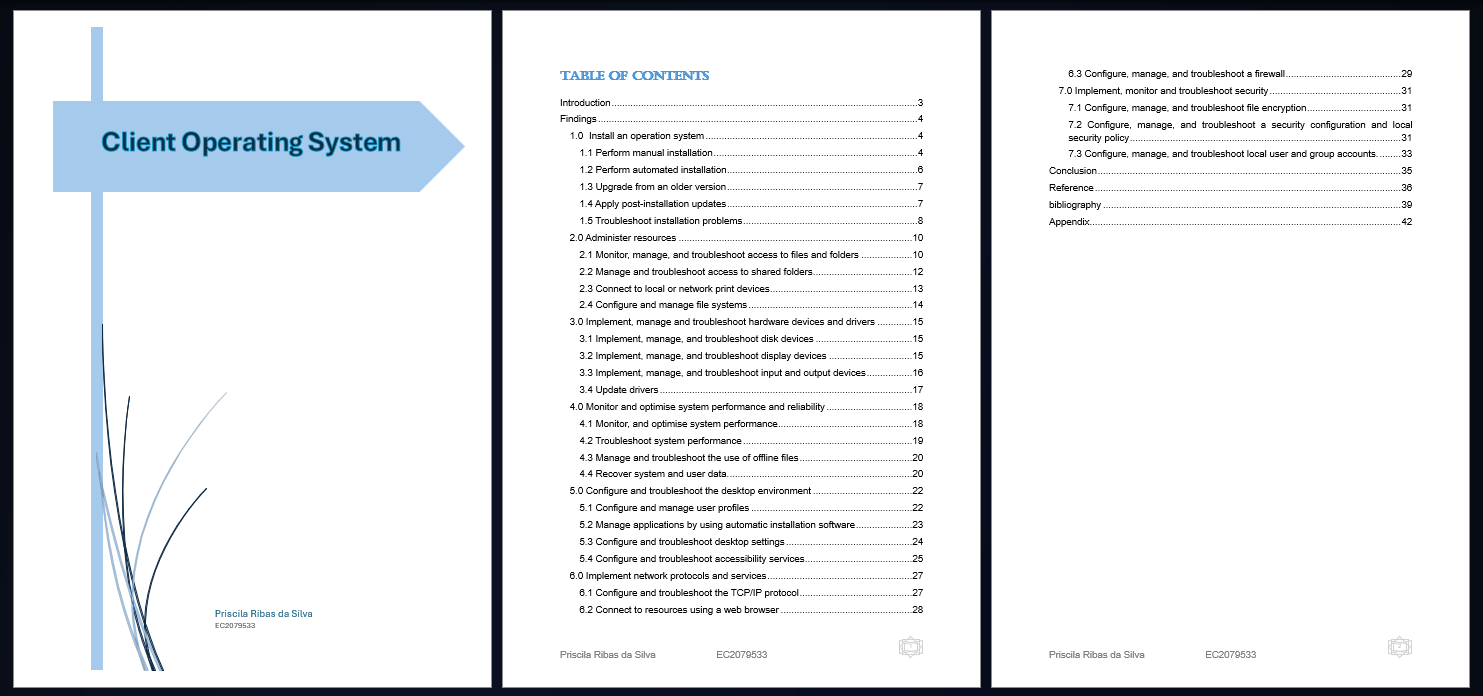 Client Operating System
Priscila Ribas da Silva
EC2079533
TABLE OF CONTENTS
Introduction 3
Findings 4
1.0 Install an operation system 4
1.1 Perform manual installation 4
1.2 Perform automated installation 6
1.3 Upgrade from an older version 7
1.4 Apply post-installation updates 7
1.5 Troubleshoot installation problems 8
2.0 Administer resources 10
2.1 Monitor, manage, and troubleshoot access to files and folders 10
2.2 Manage and troubleshoot access to shared folders 12
2.3 Connect to local or network print devices 13
2.4 Configure and manage file systems 14
3.0 Implement, manage and troubleshoot hardware devices and drivers 15
3.1 Implement, manage, and troubleshoot disk devices 15
3.2 Implement, manage, and troubleshoot display devices 15
3.3 Implement, manage, and troubleshoot input and output devices 16
3.4 Update drivers 17
4.0 Monitor and optimise system performance and reliability 18
4.1 Monitor, and optimise system performance 18
4.2 Troubleshoot system performance 19
4.3 Manage and troubleshoot the use of offline files 20
4.4 Recover system and user data 20
5.0 Configure and troubleshoot the desktop environment 22
5.1 Configure and manage user profiles 22
5.2 Manage applications by using automatic installation software 23
5.3 Configure and troubleshoot desktop settings 24
5.4 Configure and troubleshoot accessibility services 25
6.0 Implement network protocols and services 27
6.1 Configure and troubleshoot the TCP/IP protocol 27
6.2 Connect to resources using a web browser 28
Priscila Ribas da Silva EC2079533
6.3 Configure, manage, and troubleshoot a firewall 29
7.0 Implement, monitor and troubleshoot security 31
7.1 Configure, manage, and troubleshoot file encryption 31
7.2 Configure, manage, and troubleshoot a security configuration and local
security policy 31
7.3 Configure, manage, and troubleshoot local user and group accounts 33
Conclusion 35
Reference 36
bibliography 39
Appendix 42
Priscila Ribas da Silva EC2079533